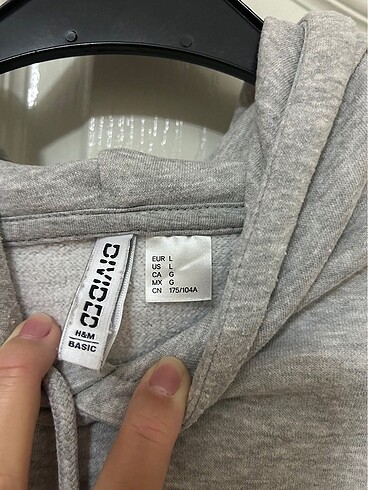 DIVIDED
H&M
BASIC
EUR L
US L
CA G
MX G
CN 175/104A